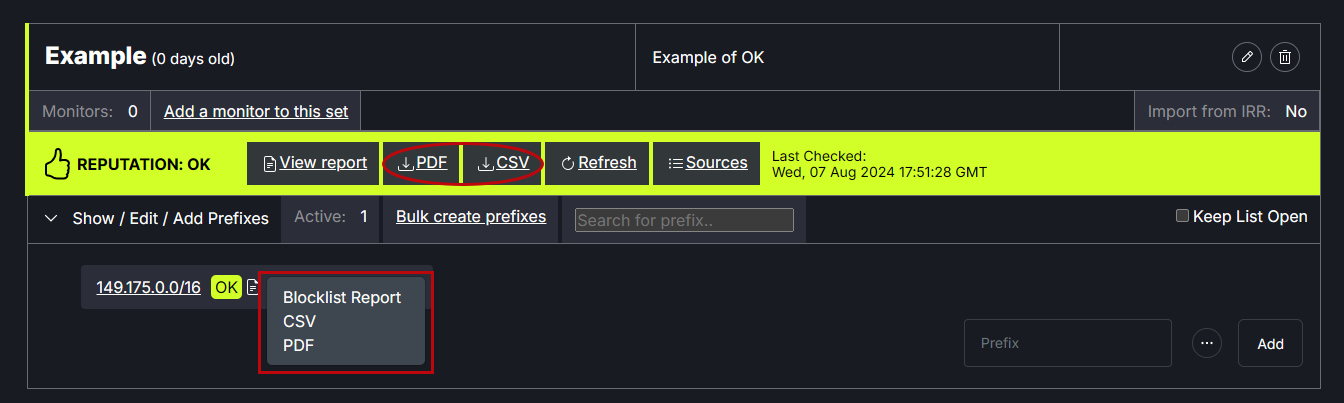 Example (0 days old)
Example of OK
Monitors: 0
Add a monitor to this set
Import from IRR: No
REPUTATION: OK
View report
PDF
CSV
Refresh
Sources
Last Checked:
Wed, 07 Aug 2024 17:51:28 GMT
Show / Edit / Add Prefixes
Active: 1
Bulk create prefixes
Search for prefix..
Keep List Open
149.175.0.0/16 OK
Blocklist Report
CSV
PDF
Prefix
...
Add